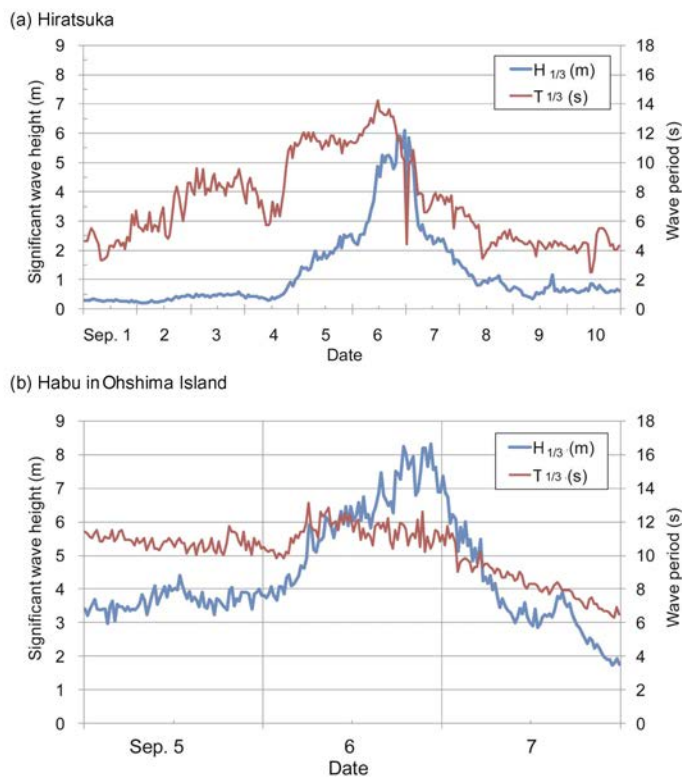 (a) Hiratsuka
9 18
8 16
7 14
6 12
5 10
4 8
3 6
2 4
1 2
0 0
H 1/3 (m)
T 1/3 (s)
Significant wave height (m)
Wave period (s)
Sep. 1 2 3 4 5 6 7 8 9 10
Date
(b) Habu in Ohshima Island
9 18
8 16
7 14
6 12
5 10
4 8
3 6
2 4
1 2
0 0
H 1/3 (m)
T 1/3 (s)
Significant wave height (m)
Wave period (s)
Sep. 5 6 7
Date